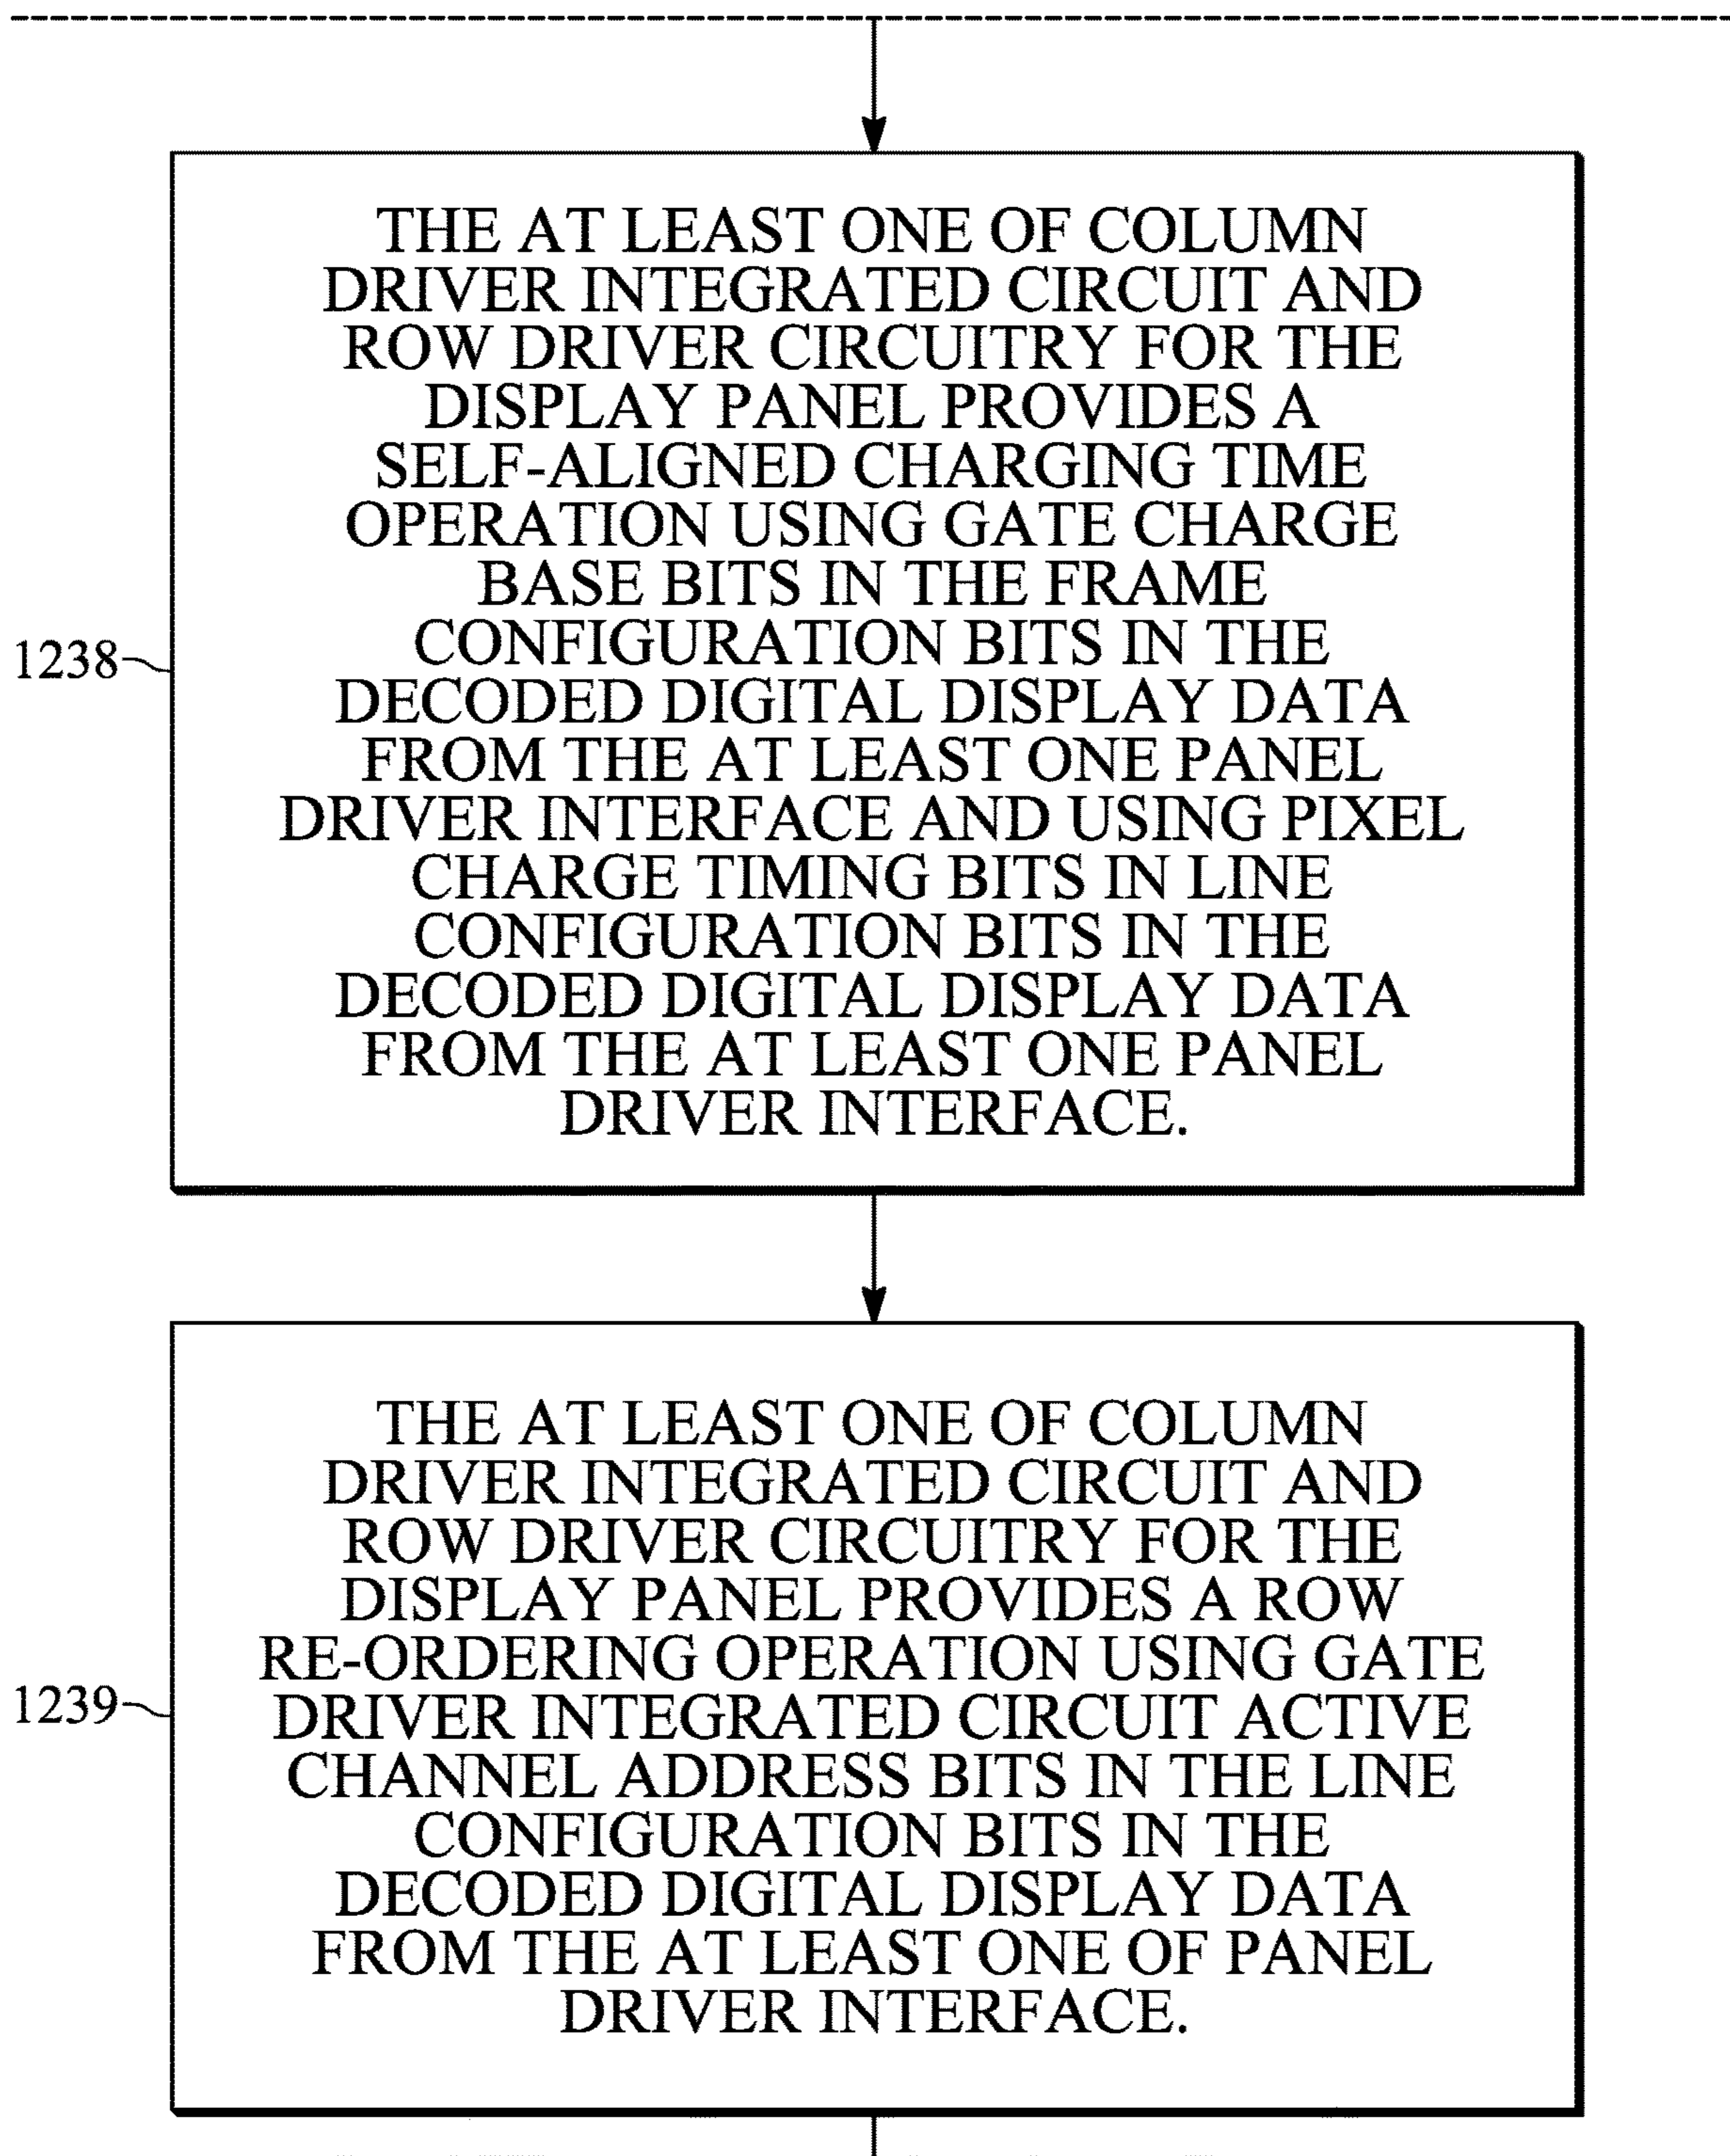 THE AT LEAST ONE OF COLUMN
DRIVER INTEGRATED CIRCUIT AND
ROW DRIVER CIRCUITRY FOR THE
DISPLAY PANEL PROVIDES A
SELF-ALIGNED CHARGING TIME
OPERATION USING GATE CHARGE
BASE BITS IN THE FRAME
CONFIGURATION BITS IN THE
1238
DECODED DIGITAL DISPLAY DATA
FROM THE AT LEAST ONE PANEL
DRIVER INTERFACE AND USING PIXEL
CHARGE TIMING BITS IN LINE
CONFIGURATION BITS IN THE
DECODED DIGITAL DISPLAY DATA
FROM THE AT LEAST ONE PANEL
DRIVER INTERFACE.
THE AT LEAST ONE OF COLUMN
DRIVER INTEGRATED CIRCUIT AND
ROW DRIVER CIRCUITRY FOR THE
DISPLAY PANEL PROVIDES A ROW
RE-ORDERING OPERATION USING GATE
1239
DRIVER INTEGRATED CIRCUIT ACTIVE
CHANNEL ADDRESS BITS IN THE LINE
CONFIGURATION BITS IN THE
DECODED DIGITAL DISPLAY DATA
FROM THE AT LEAST ONE OF PANEL
DRIVER INTERFACE.